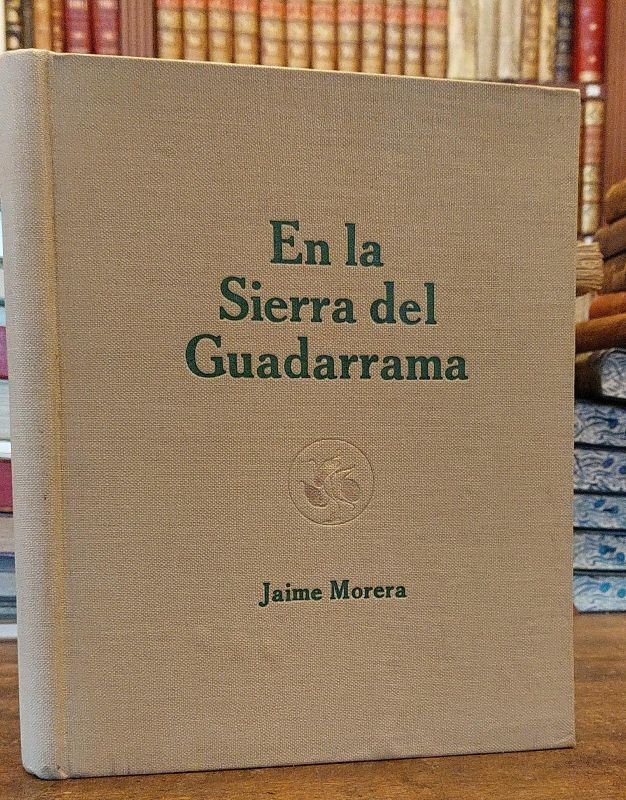 En la
Sierra del
Guadarrama
Jaime Morera